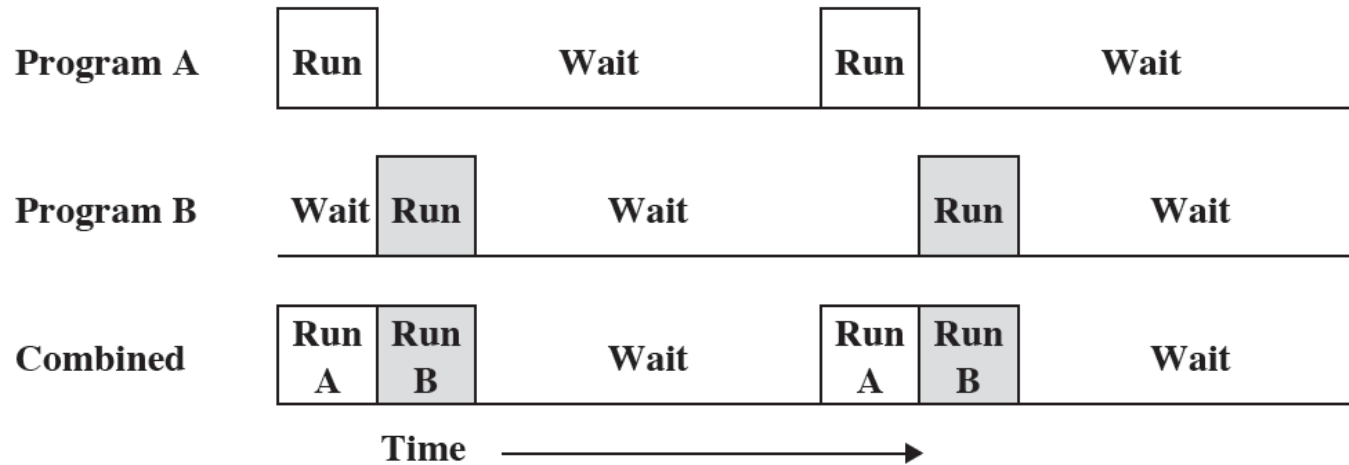 Program A Run Wait Run Wait
Program B Wait Run Wait Run Wait
Combined Run A Run B Wait Run A Run B Wait
Time